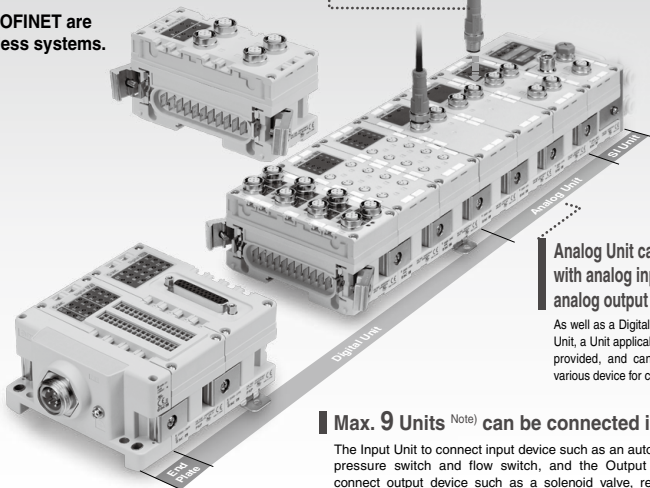 OFINET are
ess systems.
SI Unit
Analog Unit
Digital Unit
End
Plate
Analog Unit ca
with analog inp
analog output
As well as a Digital
Unit, a Unit applical
provided, and can
various device for c
Max. 9 Units Note) can be connected i
The Input Unit to connect input device such as an auto
pressure switch and flow switch, and the Output
connect output device such as a solenoid valve, re